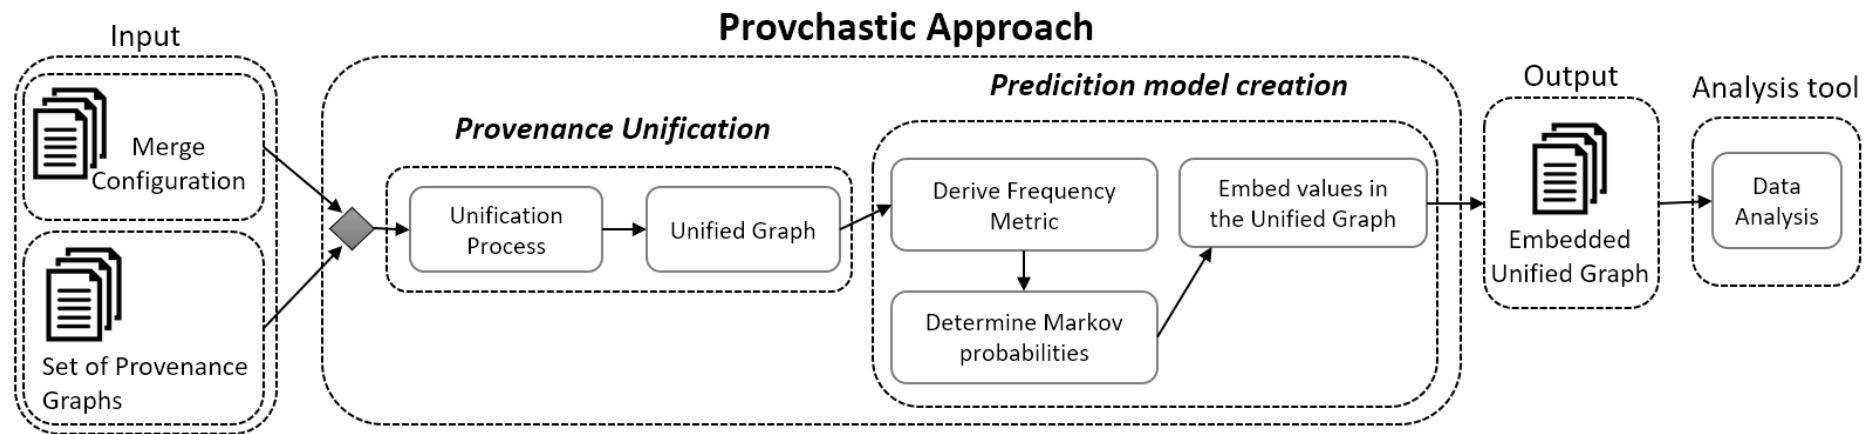 Provchastic Approach
Input
Merge
Configuration
Set of Provenance
Graphs
Provenance Unification
Unification
Process
Unified Graph
Predicition model creation
Derive Frequency
Metric
Determine Markov
probabilities
Embed values in
the Unified Graph
Output
Embedded
Unified Graph
Analysis tool
Data
Analysis